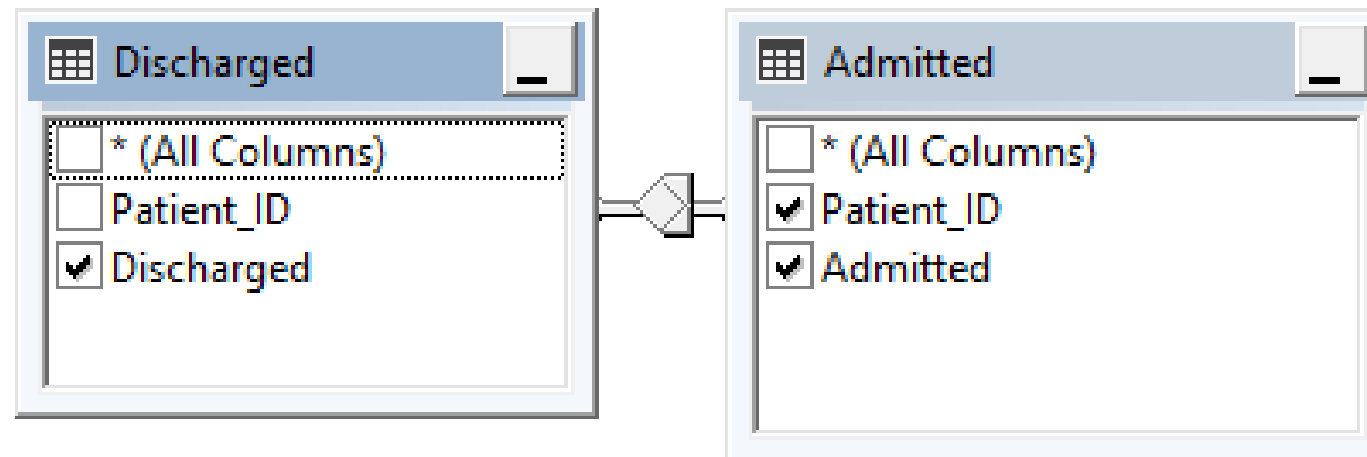 Discharged
* (All Columns)
Patient_ID
Discharged
Admitted
* (All Columns)
Patient_ID
Admitted